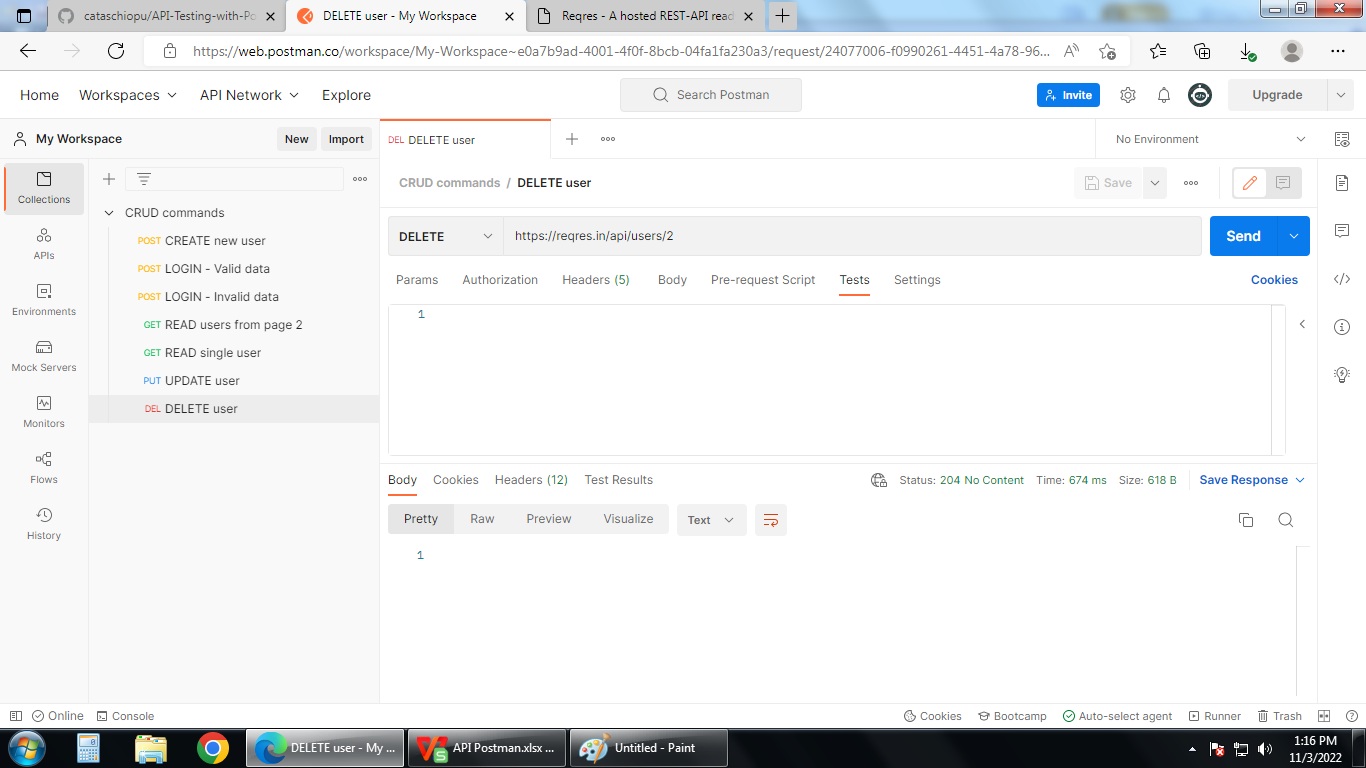 cataschiopu/API-Testing-with-Po
DELETE user - My Workspace
Reqres - A hosted REST-API read
https://web.postman.co/workspace/My-Workspace~e0a7b9ad-4001-4f0f-8bcb-04fa1fa230a3/request/24077006-f0990261-4451-4a78-96...
Home Workspaces API Network Explore Search Postman Invite Upgrade
My Workspace New Import DEL DELETE user No Environment
CRUD commands / DELETE user Save
Collections
APIs
Environments
Mock Servers
Monitors
Flows
History
CRUD commands
POST CREATE new user
POST LOGIN - Valid data
POST LOGIN - Invalid data
GET READ users from page 2
GET READ single user
PUT UPDATE user
DEL DELETE user
DELETE https://reqres.in/api/users/2 Send
Params Authorization Headers (5) Body Pre-request Script Tests Settings Cookies
1
Body Cookies Headers (12) Test Results Status: 204 No Content Time: 674 ms Size: 618 B Save Response
Pretty Raw Preview Visualize Text
1
Online Console Cookies Bootcamp Auto-select agent Runner Trash
DELETE user - My ... API Postman.xlsx ... Untitled - Paint 1:16 PM
11/3/2022